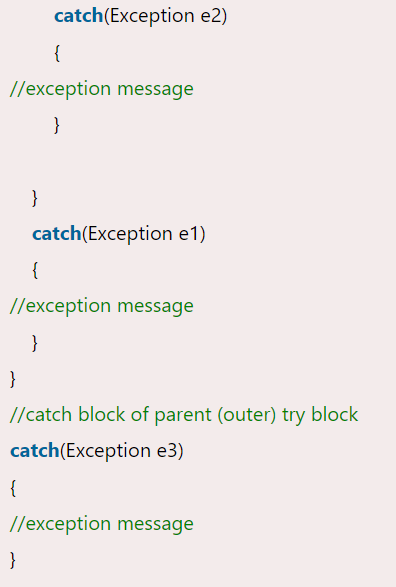 catch(Exception e2)
{
//exception message
}
}
catch(Exception e1)
{
//exception message
}
}
//catch block of parent (outer) try block
catch(Exception e3)
{
//exception message
}